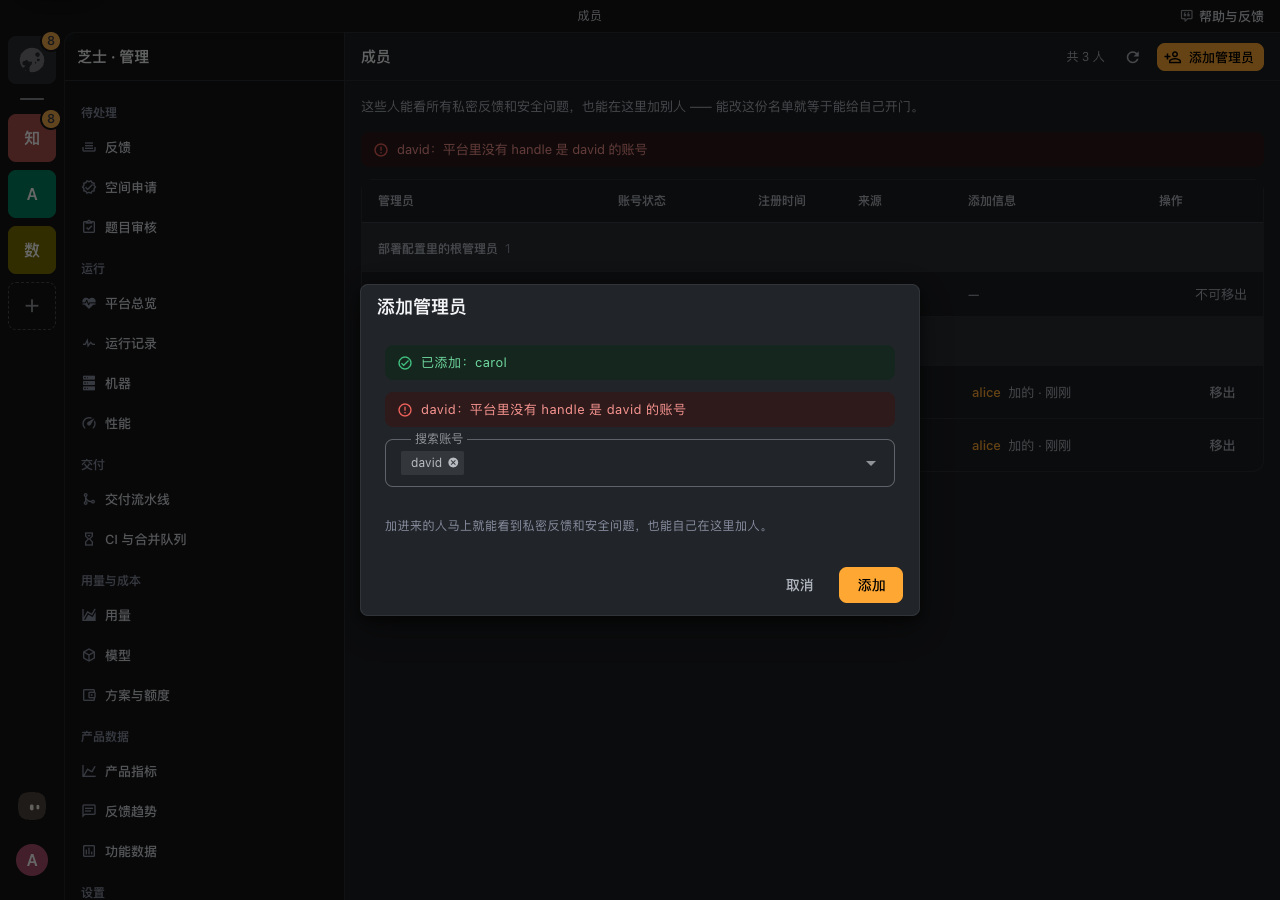 成员
帮助与反馈
8
知
8
A
数
A
芝士 · 管理
待处理
反馈
空间申请
题目审核
运行
平台总览
运行记录
机器
性能
交付
交付流水线
CI 与合并队列
用量与成本
用量
模型
方案与额度
产品数据
产品指标
反馈趋势
功能数据
设置
成员
共 3 人
添加管理员
这些人能看所有私密反馈和安全问题，也能在这里加别人 —— 能改这份名单就等于能给自己开门。
david：平台里没有 handle 是 david 的账号
管理员 账号状态 注册时间 来源 添加信息 操作
部署配置里的根管理员 1
— 不可移出
alice 加的 · 刚刚 移出
alice 加的 · 刚刚 移出
添加管理员
已添加：carol
david：平台里没有 handle 是 david 的账号
搜索账号
david
加进来的人马上就能看到私密反馈和安全问题，也能自己在这里加人。
取消
添加